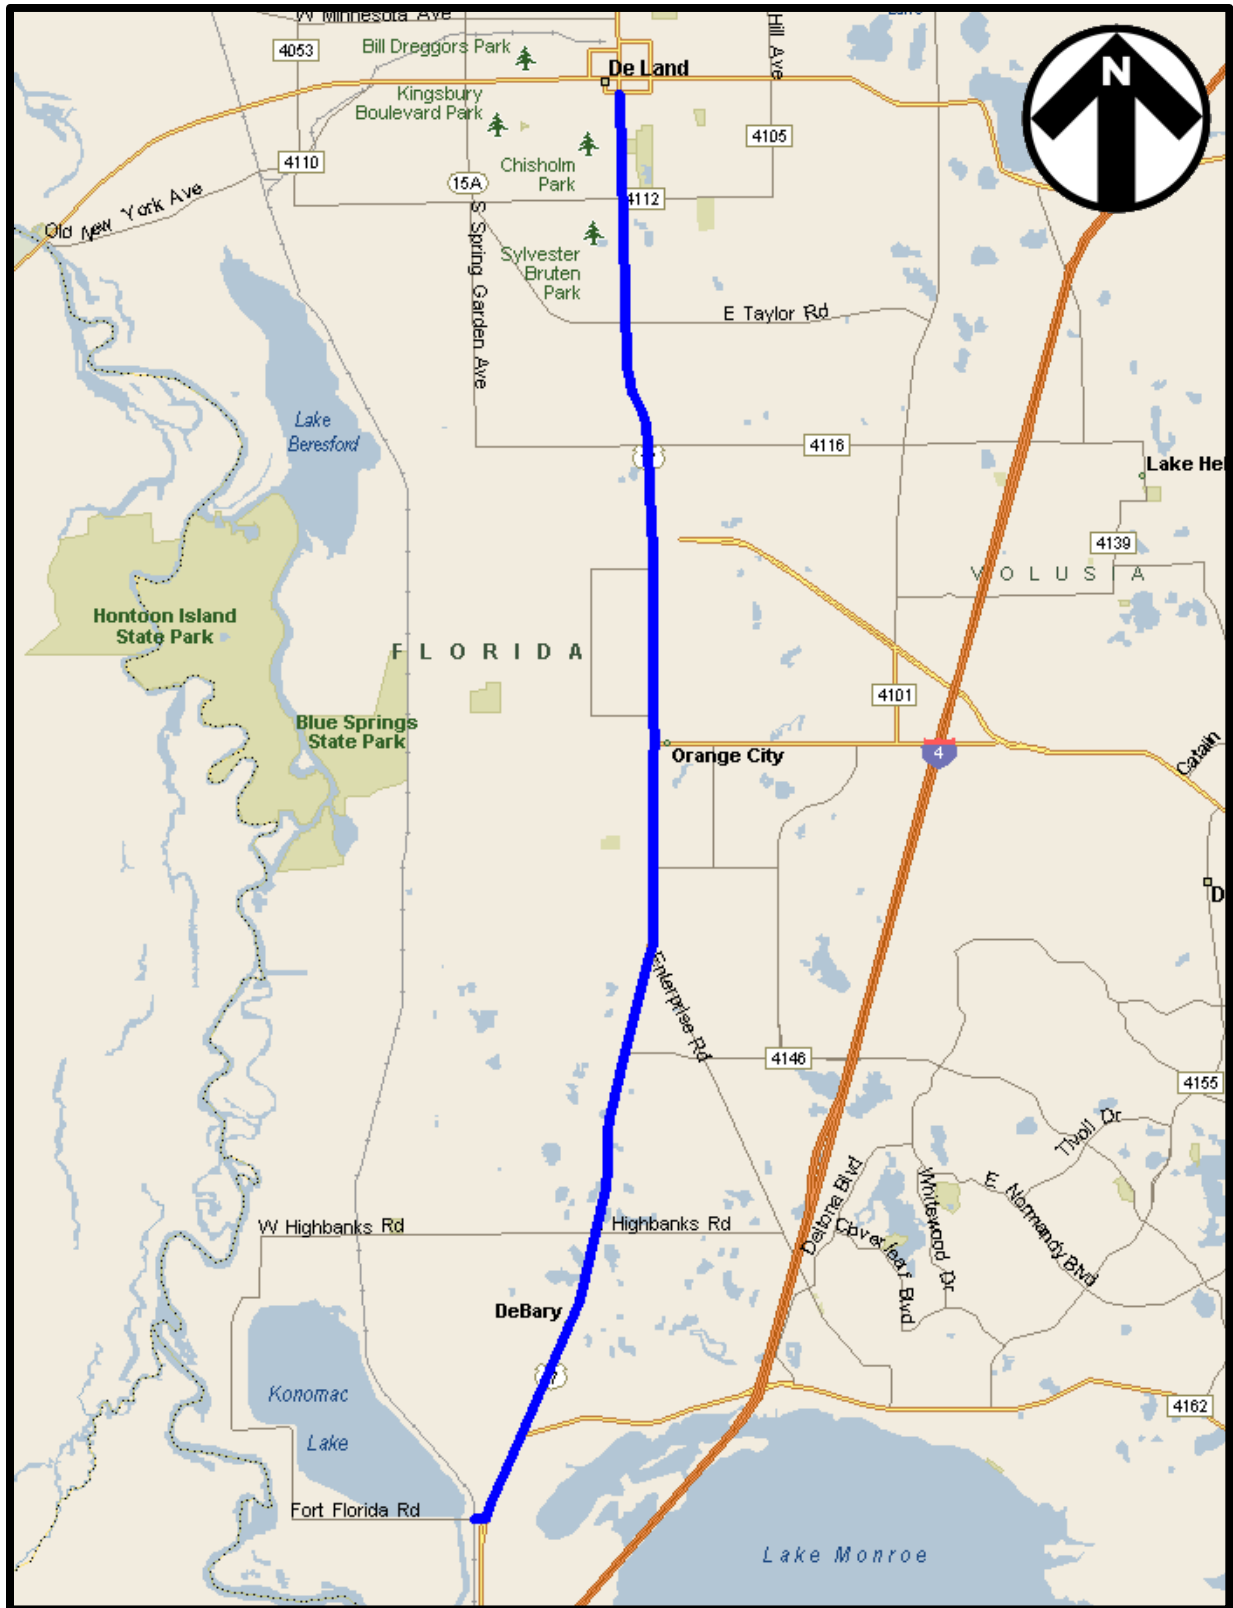 W Minnesota Ave
Hill Ave
4053
Bill Dreggors Park
De Land
N
Kingsbury
Boulevard Park
4105
4110
Chisholm
Park
15A
4112
Old New York Ave
S Spring Garden Ave
Sylvester
Bruten
Park
E Taylor Rd
Lake
Beresford
4116
Lake Hel
4139
VOLUSIA
Hontoon Island
State Park
FLORIDA
4101
Blue Springs
State Park
Orange City
4
Catalin
D
Enterprise Rd
4146
4155
Tivoli Dr
Deltona Blvd
Whitewood Dr
E Normandy Blvd
W Highbanks Rd
Highbanks Rd
Coverleaf Blvd
DeBary
Konomac
Lake
4162
Fort Florida Rd
Lake Monroe